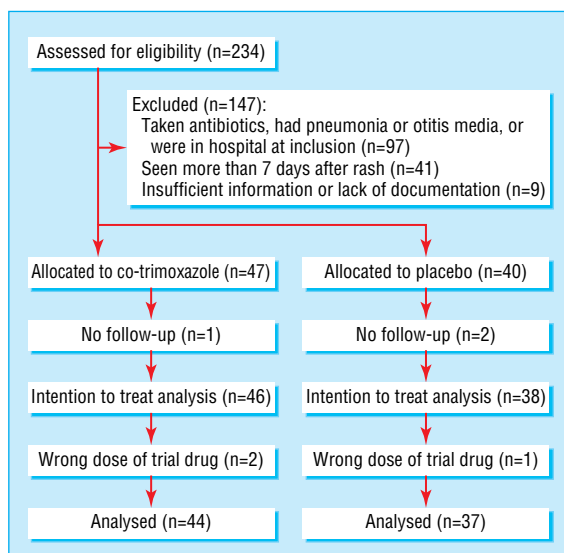 Assessed for eligibility (n=234)
Excluded (n=147):
Taken antibiotics, had pneumonia or otitis media, or
were in hospital at inclusion (n=97)
Seen more than 7 days after rash (n=41)
Insufficient information or lack of documentation (n=9)
Allocated to co-trimoxazole (n=47)
Allocated to placebo (n=40)
No follow-up (n=1)
No follow-up (n=2)
Intention to treat analysis (n=46)
Intention to treat analysis (n=38)
Wrong dose of trial drug (n=2)
Wrong dose of trial drug (n=1)
Analysed (n=44)
Analysed (n=37)